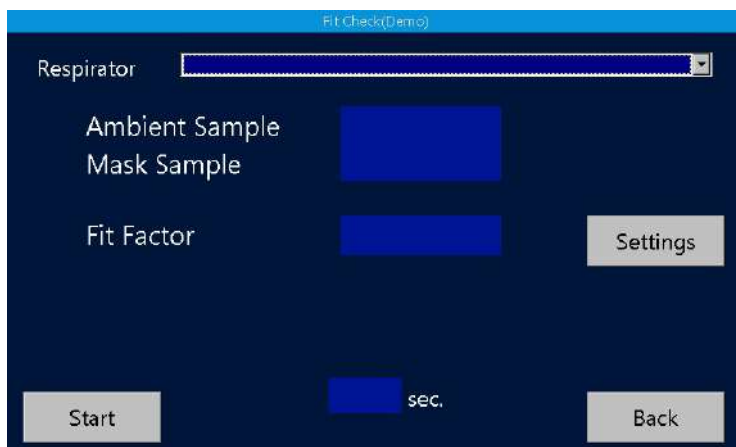 Fit Check(Demo)
Respirator
Ambient Sample
Mask Sample
Fit Factor
Settings
sec.
Start
Back